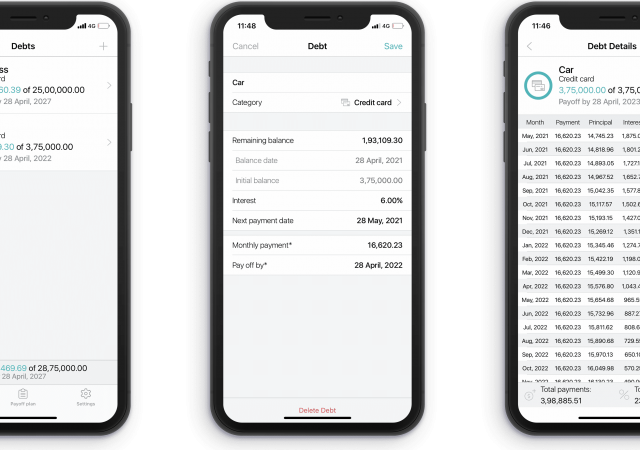 4G
Debts
+
ss
rd
60.39 of 25,00,000.00
y 28 April, 2027
rd
9.30 of 3,75,000.00
y 28 April, 2022
469.69 of 28,75,000.00
28 April, 2027
Payoff plan
Settings
11:48
4G
Cancel
Debt
Save
Car
Category
Credit card
Remaining balance
1,93,109.30
Balance date
28 April, 2021
Initial balance
3,75,000.00
Interest
6.00%
Next payment date
28 May, 2021
Monthly payment*
16,620.23
Pay off by*
28 April, 2022
Delete Debt
11:46
Debt Details
Car
Credit card
3,75,000.00 of 3,75,0
Payoff by 28 April, 2023
Month Payment Principal Interes
May, 2021 16,620.23 14,745.23 1,875.0
Jun, 2021 16,620.23 14,818.96 1,801.2
Jul, 2021 16,620.23 14,893.05 1,727.1
Aug, 2021 16,620.23 14,967.52 1,652.7
Sep, 2021 16,620.23 15,042.35 1,577.8
Oct, 2021 16,620.23 15,117.57 1,502.6
Nov, 2021 16,620.23 15,193.15 1,427.0
Dec, 2021 16,620.23 15,269.12 1,351.1
Jan, 2022 16,620.23 15,345.46 1,274.7
Feb, 2022 16,620.23 15,422.19 1,198.0
Mar, 2022 16,620.23 15,499.30 1,120.9
Apr, 2022 16,620.23 15,576.80 1,043.4
May, 2022 16,620.23 15,654.68 965.5
Jun, 2022 16,620.23 15,732.96 887.2
Jul, 2022 16,620.23 15,811.62 808.6
Aug, 2022 16,620.23 15,890.68 729.5
Sep, 2022 16,620.23 15,970.13 650.1
Oct, 2022 16,620.23 16,049.98 570.2
Total payments:
3,98,885.51
%
To
23